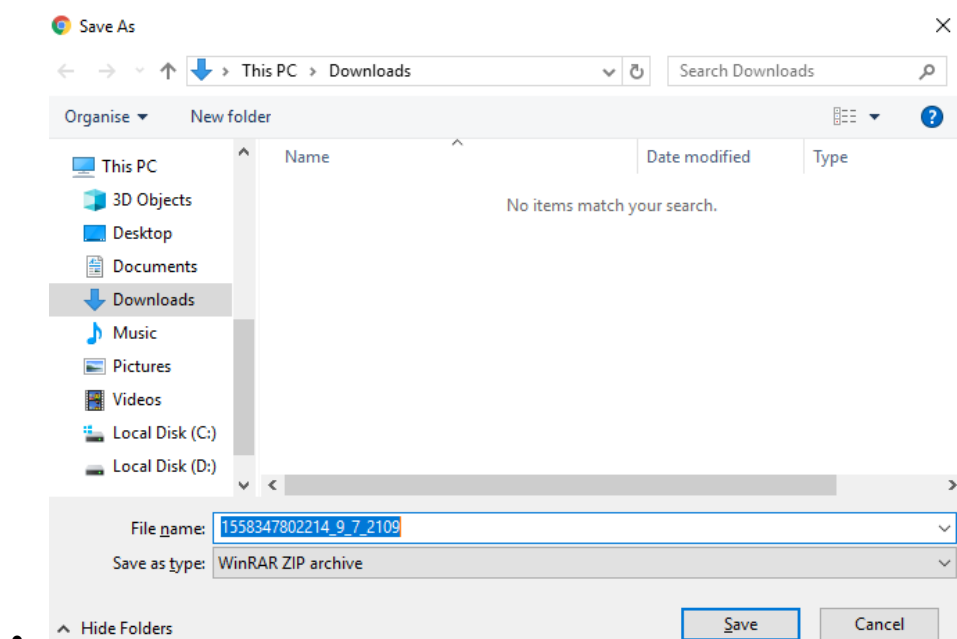 Save As
This PC > Downloads
Search Downloads
Organise
New folder
?
Name
Date modified
Type
No items match your search.
This PC
3D Objects
Desktop
Documents
Downloads
Music
Pictures
Videos
Local Disk (C:)
Local Disk (D:)
File name: 1558347802214_9_7_2109
Save as type: WinRAR ZIP archive
Hide Folders
Save
Cancel